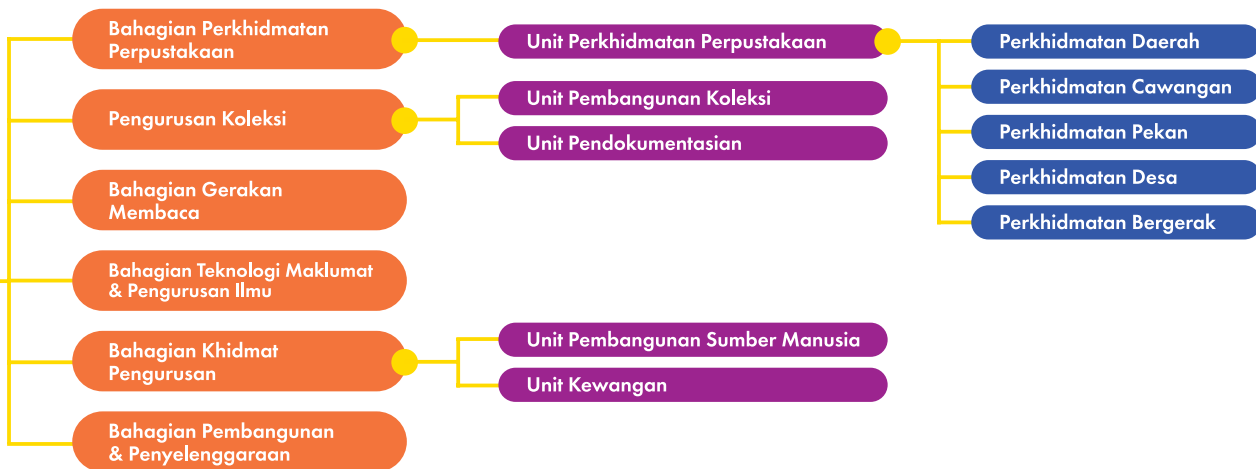 Bahagian Perkhidmatan
Perpustakaan
Pengurusan Koleksi
Bahagian Gerakan
Membaca
Bahagian Teknologi Maklumat
& Pengurusan Ilmu
Bahagian Khidmat
Pengurusan
Bahagian Pembangunan
& Penyelenggaraan
Unit Perkhidmatan Perpustakaan
Unit Pembangunan Koleksi
Unit Pendokumentasian
Unit Pembangunan Sumber Manusia
Unit Kewangan
Perkhidmatan Daerah
Perkhidmatan Cawangan
Perkhidmatan Pekan
Perkhidmatan Desa
Perkhidmatan Bergerak